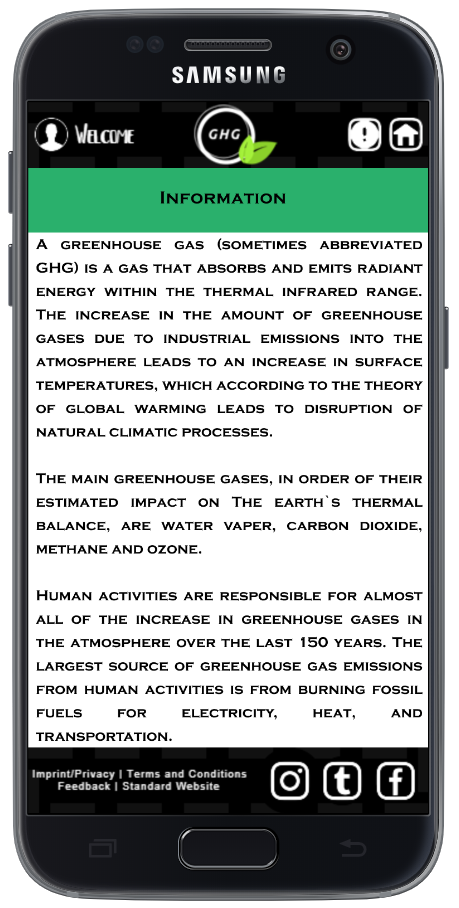 SAMSUNG
Welcome
GHG
Information
A greenhouse gas (sometimes abbreviated
GHG) is a gas that absorbs and emits radiant
energy within the thermal infrared range.
The increase in the amount of greenhouse
gases due to industrial emissions into the
atmosphere leads to an increase in surface
temperatures, which according to the theory
of global warming leads to disruption of
natural climatic processes.
The main greenhouse gases, in order of their
estimated impact on The earth`s thermal
balance, are water vaper, carbon dioxide,
methane and ozone.
Human activities are responsible for almost
all of the increase in greenhouse gases in
the atmosphere over the last 150 years. The
largest source of greenhouse gas emissions
from human activities is from burning fossil
fuels for electricity, heat, and
transportation.
Imprint/Privacy | Terms and Conditions
Feedback | Standard Website